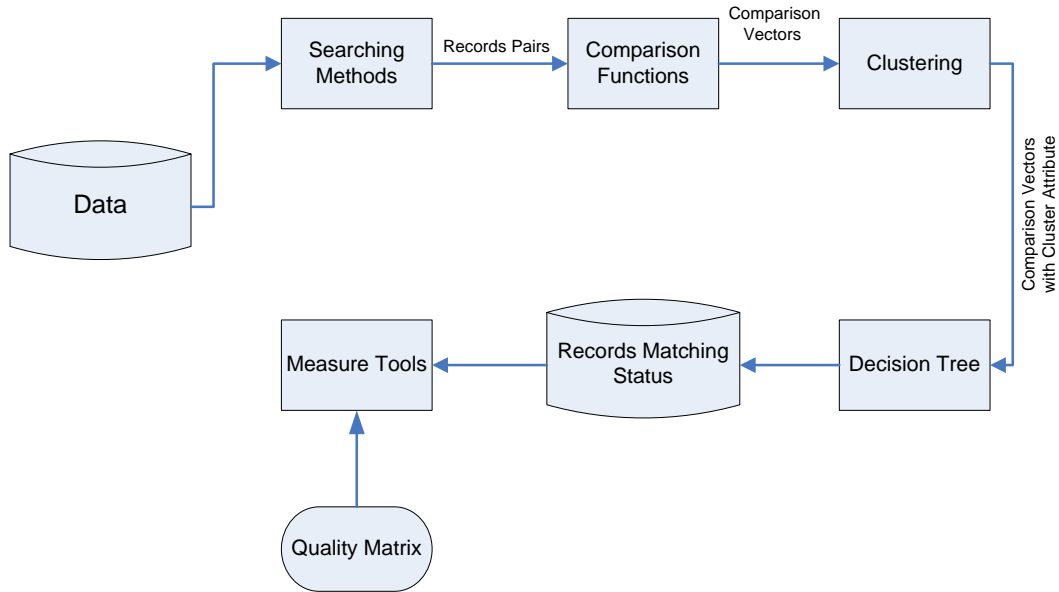 Searching
Methods
Records Pairs
Comparison
Functions
Comparison
Vectors
Clustering
Data
Comparison Vectors
with Cluster Attribute
Measure Tools
Records Matching
Status
Decision Tree
Quality Matrix